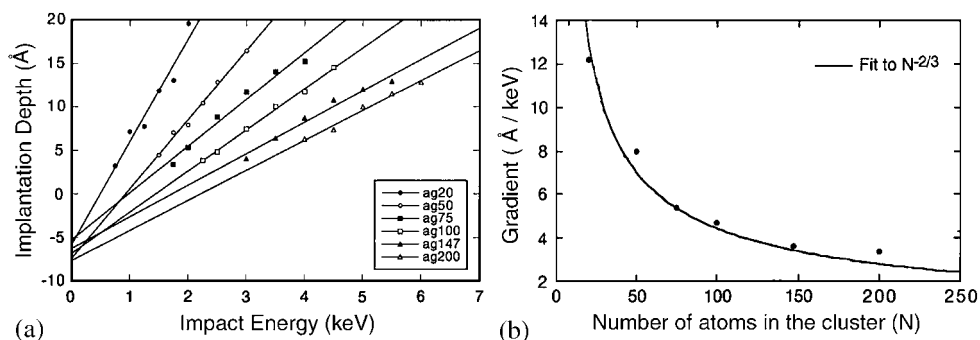 20
15
10
5
0
-5
-10
Implantation Depth (Å)
ag20
ag50
ag75
ag100
ag147
ag200
0 1 2 3 4 5 6 7
(a) Impact Energy (keV)
14
12
10
8
6
4
2
Gradient ( Å / keV)
Fit to N-2/3
0 50 100 150 200 250
(b) Number of atoms in the cluster (N)